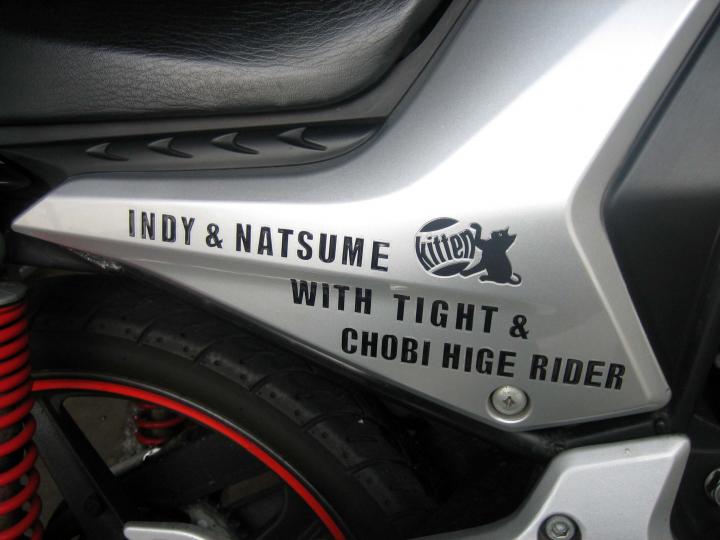 INDY & NATSUME
kitten
WITH TIGHT &
CHOBI HIGE RIDER